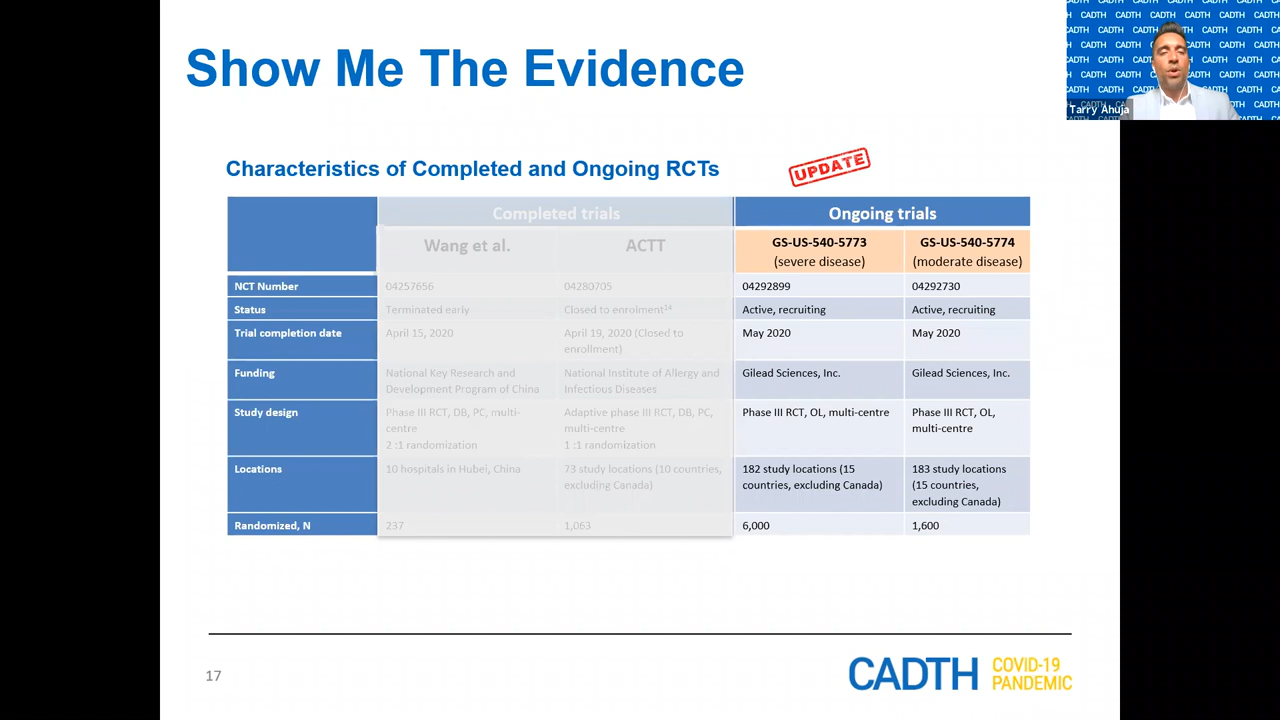 Show Me The Evidence
Tarry Ahuja
Characteristics of Completed and Ongoing RCTs
UPDATE
Completed trials Ongoing trials
Wang et al. ACTT GS-US-540-5773 (severe disease) GS-US-540-5774 (moderate disease)
NCT Number 04257656 04280705 04292899 04292730
Status Terminated early Closed to enrolment¹⁴ Active, recruiting Active, recruiting
Trial completion date April 15, 2020 April 19, 2020 (Closed to enrollment) May 2020 May 2020
Funding National Key Research and Development Program of China National Institute of Allergy and Infectious Diseases Gilead Sciences, Inc. Gilead Sciences, Inc.
Study design Phase III RCT, DB, PC, multi-centre 2 :1 randomization Adaptive phase III RCT, DB, PC, multi-centre 1 :1 randomization Phase III RCT, OL, multi-centre Phase III RCT, OL, multi-centre
Locations 10 hospitals in Hubei, China 73 study locations (10 countries, excluding Canada) 182 study locations (15 countries, excluding Canada) 183 study locations (15 countries, excluding Canada)
Randomized, N 237 1,063 6,000 1,600
17
CADTH COVID-19 PANDEMIC